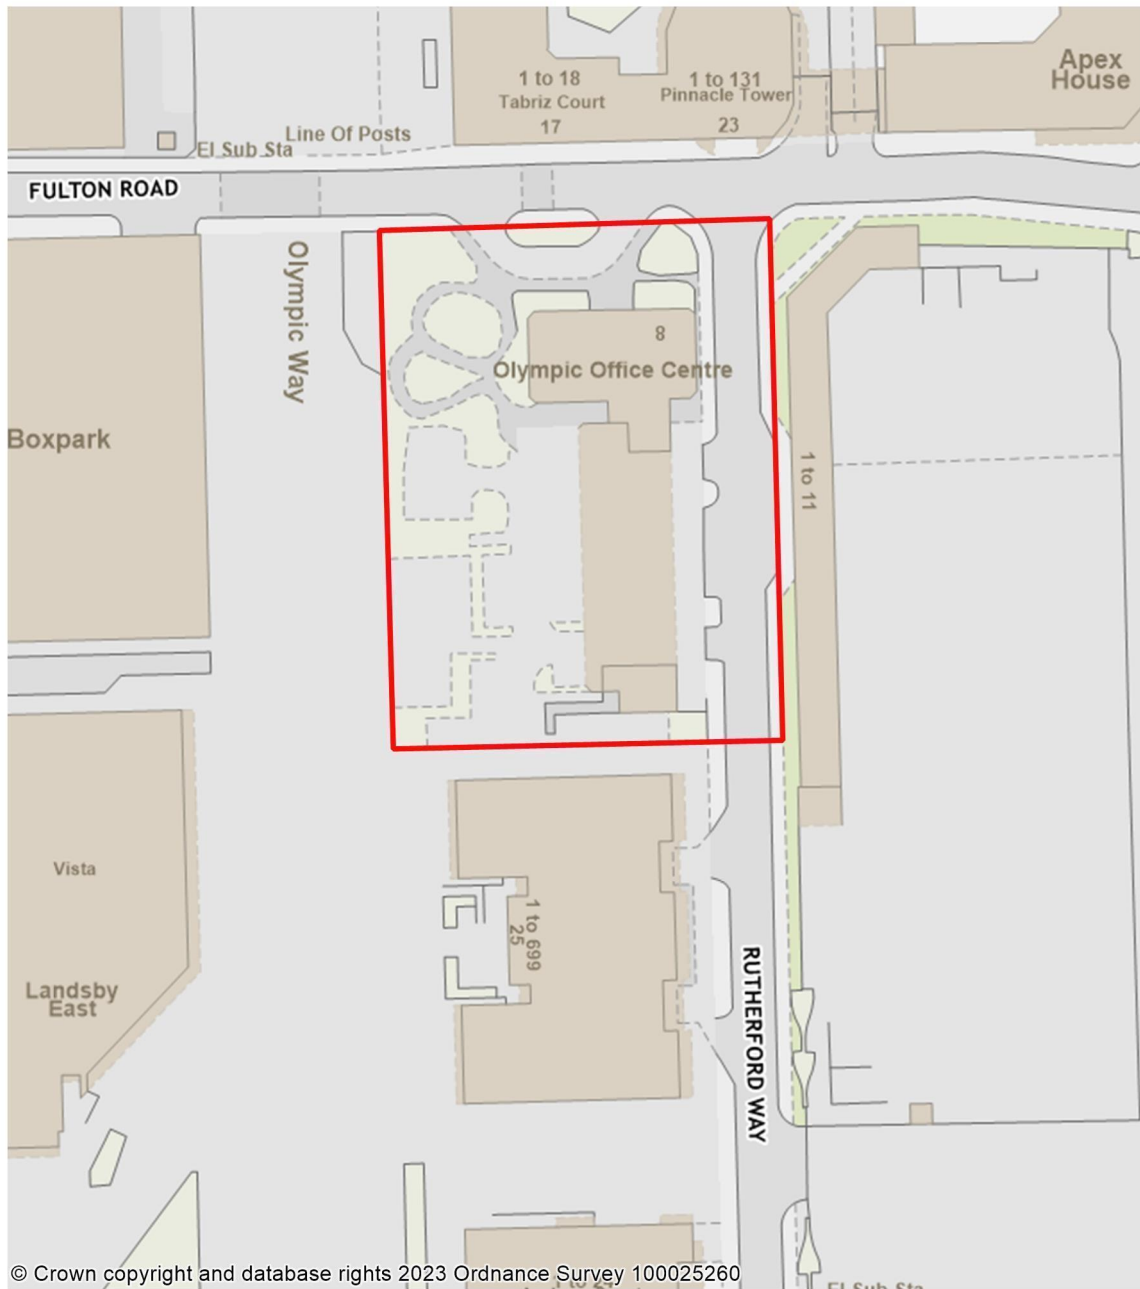 Apex
House
1 to 18
Tabriz Court
17
1 to 131
Pinnacle Tower
23
Line Of Posts
El Sub Sta
FULTON ROAD
Olympic Way
8
Olympic Office Centre
Boxpark
1 to 11
Vista
1 to 699
25
Landsby
East
RUTHERFORD WAY
© Crown copyright and database rights 2023 Ordnance Survey 100025260
El Sub Sta